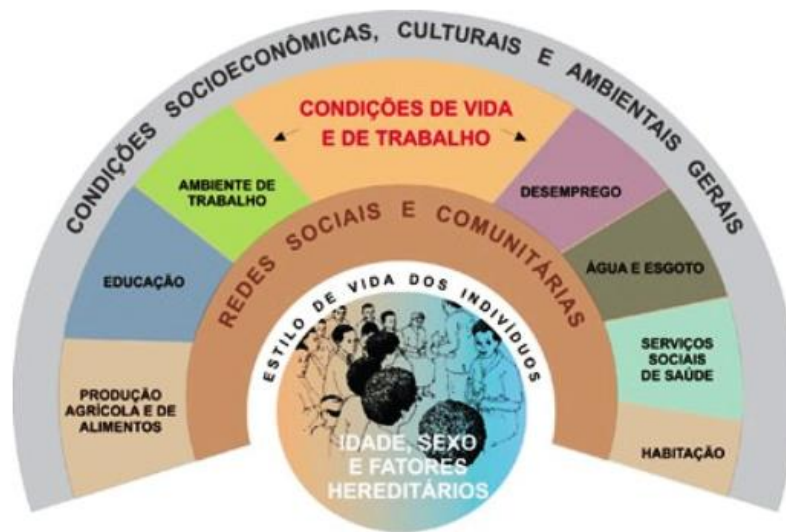 CONDIÇÕES SOCIOECONÔMICAS, CULTURAIS E AMBIENTAIS GERAIS
CONDIÇÕES DE VIDA
E DE TRABALHO
AMBIENTE DE
TRABALHO
DESEMPREGO
EDUCAÇÃO
ÁGUA E ESGOTO
PRODUÇÃO
AGRÍCOLA E DE
ALIMENTOS
SERVIÇOS
SOCIAIS
DE SAÚDE
HABITAÇÃO
REDES SOCIAIS E COMUNITÁRIAS
ESTILO DE VIDA DOS INDIVÍDUOS
IDADE, SEXO
E FATORES
HEREDITÁRIOS